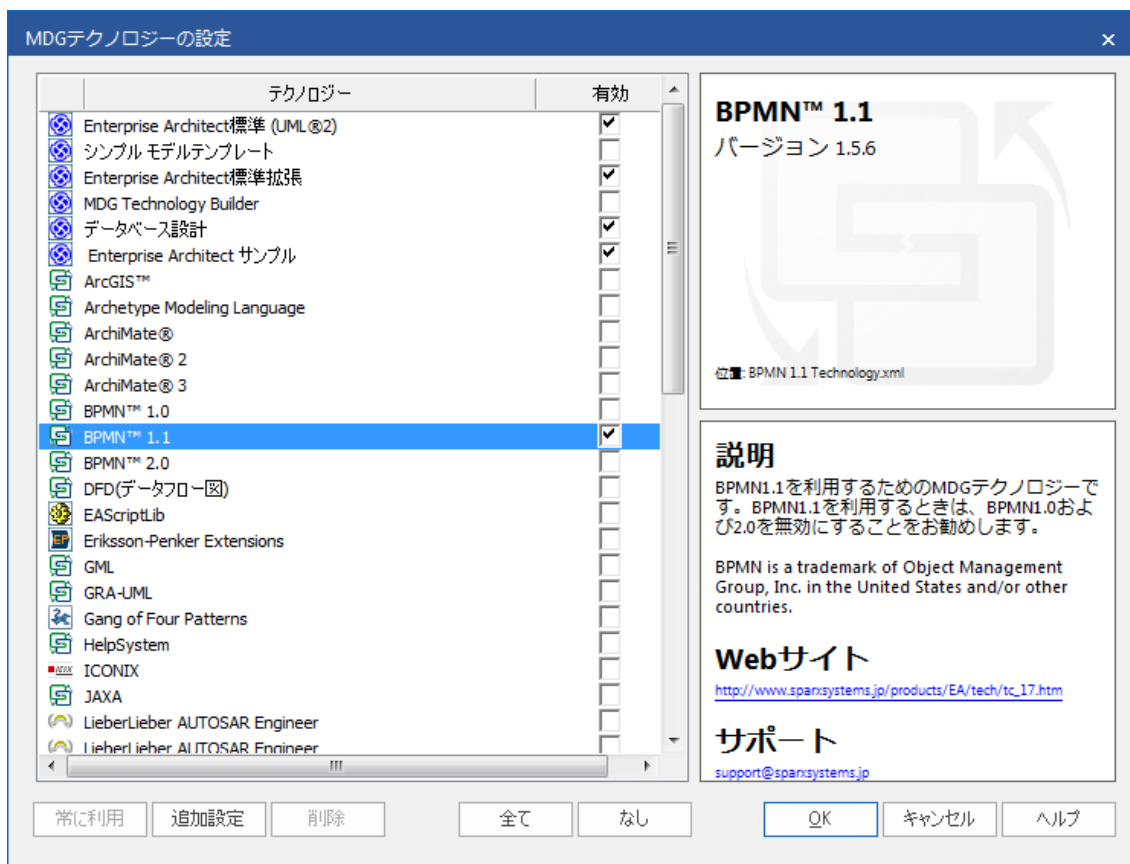 MDGテクノロジーの設定
テクノロジー 有効
Enterprise Architect標準 (UML®2)
シンプル モデルテンプレート
Enterprise Architect標準拡張
MDG Technology Builder
データベース設計
Enterprise Architect サンプル
ArcGIS™
Archetype Modeling Language
ArchiMate®
ArchiMate® 2
ArchiMate® 3
BPMN™ 1.0
BPMN™ 1.1
BPMN™ 2.0
DFD(データフロー図)
EAScriptLib
Eriksson-Penker Extensions
GML
GRA-UML
Gang of Four Patterns
HelpSystem
ICONIX
JAXA
LieberLieber AUTOSAR Engineer
LieberLieber AUTOSAR Engineer
BPMN™ 1.1
バージョン 1.5.6
位置: BPMN 1.1 Technology.xml
説明
BPMN1.1を利用するためのMDGテクノロジーで
す。BPMN1.1を利用するときは、BPMN1.0およ
び2.0を無効にすることをお勧めします。
BPMN is a trademark of Object Management
Group, Inc. in the United States and/or other
countries.
Webサイト
http://www.sparxsystems.jp/products/EA/tech/tc_17.htm
サポート
support@sparxsystems.jp
常に利用 追加設定 削除 全て なし OK キャンセル ヘルプ